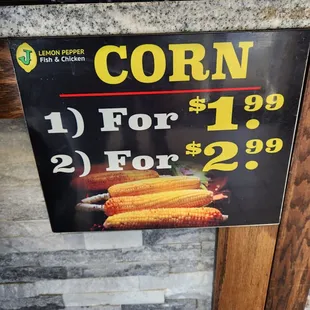 J
LEMON PEPPER
Fish & Chicken
CORN
1) For $1.99
2) For $2.99